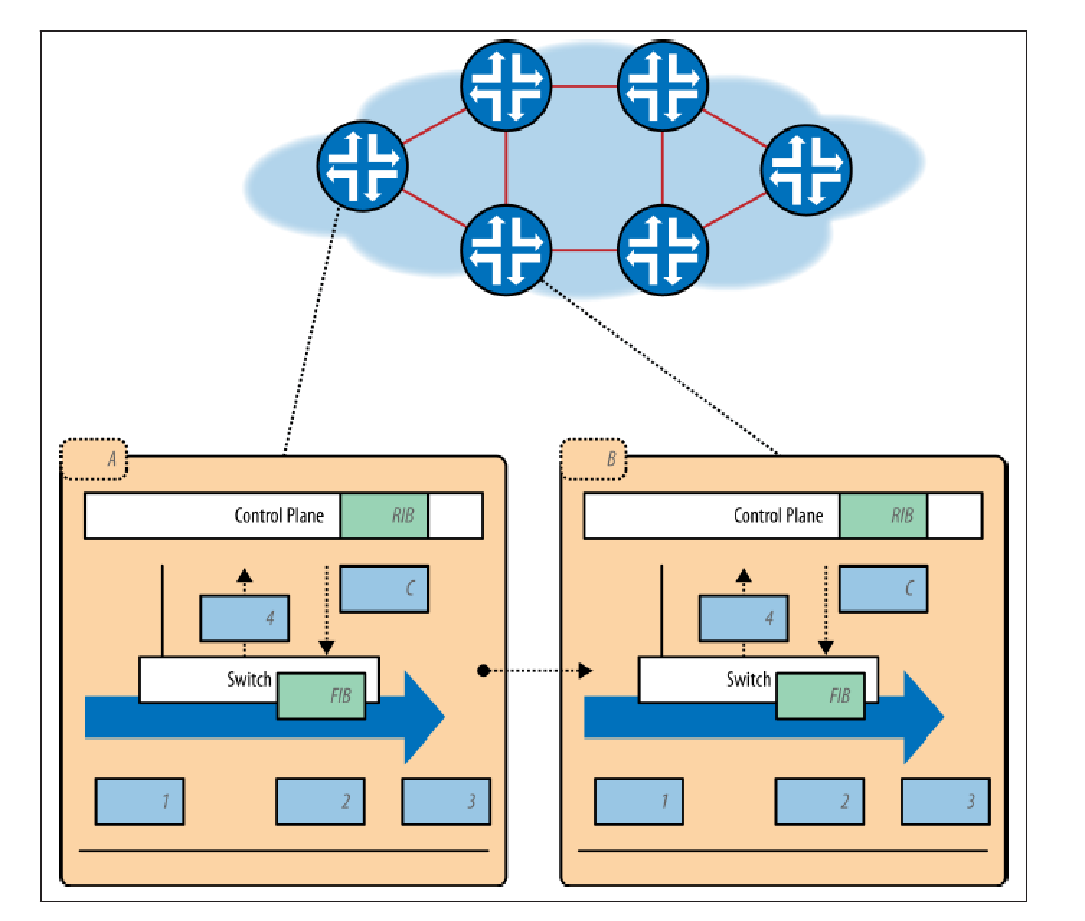 A
B
Control Plane
RIB
Control Plane
RIB
C
C
4
4
Switch
Switch
FIB
FIB
1
2
3
1
2
3